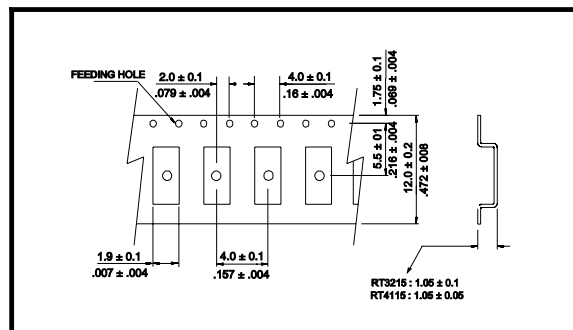 FEEDING HOLE
2.0 ± 0.1
.079 ± .004
4.0 ± 0.1
.16 ± .004
1.75 ± 0.1
.069 ± .004
5.5 ± 01
.216 ± .004
12.0 ± 0.2
.472 ± 008
1.9 ± 0.1
.007 ± .004
4.0 ± 0.1
.157 ± .004
RT3215 : 1.05 ± 0.1
RT4115 : 1.05 ± 0.05